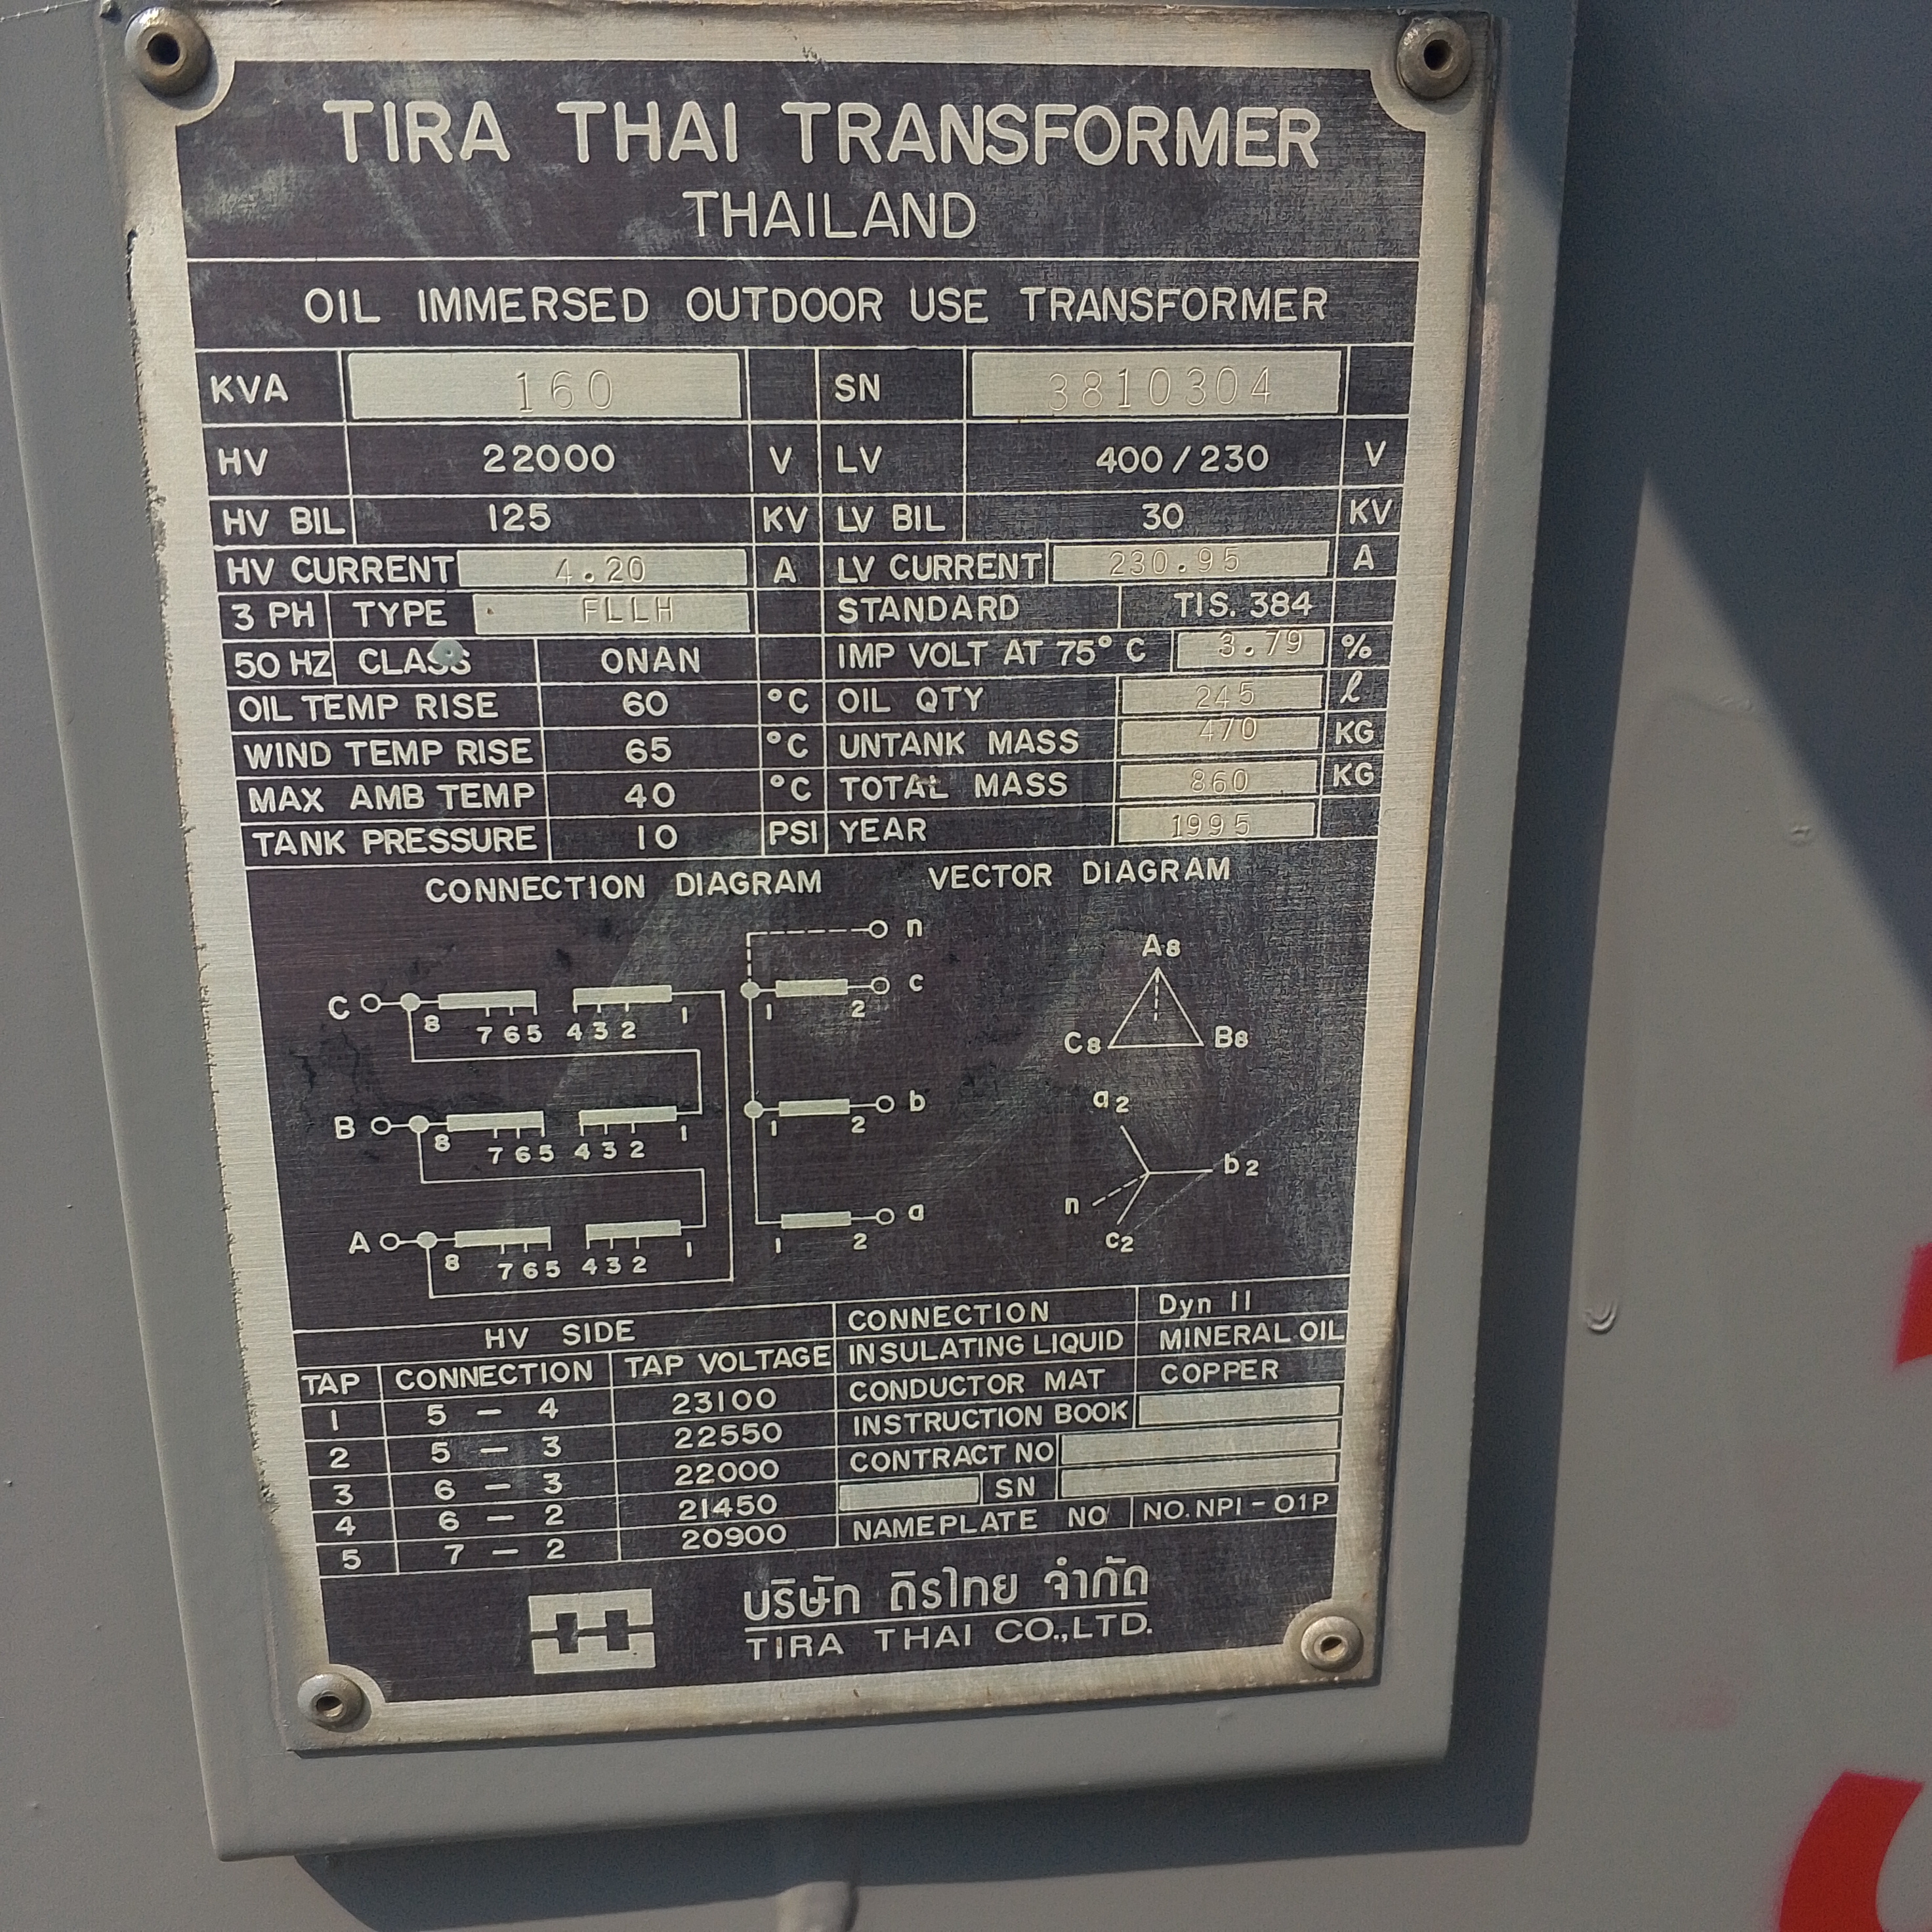 TIRA THAI TRANSFORMER
THAILAND
OIL IMMERSED OUTDOOR USE TRANSFORMER
KVA 160 SN 3810304
HV 22000 V LV 400/230 V
HV BIL 125 KV LV BIL 30 KV
HV CURRENT 4.20 A LV CURRENT 230.95 A
3 PH TYPE FLLH STANDARD TIS. 384
50 HZ CLASS ONAN IMP VOLT AT 75°C 3.79 %
OIL TEMP RISE 60 °C OIL QTY 245 ℓ
WIND TEMP RISE 65 °C UNTANK MASS 470 KG
MAX AMB TEMP 40 °C TOTAL MASS 860 KG
TANK PRESSURE 10 PSI YEAR 1995
CONNECTION DIAGRAM VECTOR DIAGRAM
n
C 8 7 6 5 4 3 2 1 1 2 c
B 8 7 6 5 4 3 2 1 1 2 b
A 8 7 6 5 4 3 2 1 1 2 a
A8
C8 B8
a2
b2
n
c2
HV SIDE
TAP CONNECTION TAP VOLTAGE
1 5 - 4 23100
2 5 - 3 22550
3 6 - 3 22000
4 6 - 2 21450
5 7 - 2 20900
CONNECTION Dyn 11
INSULATING LIQUID MINERAL OIL
CONDUCTOR MAT COPPER
INSTRUCTION BOOK
CONTRACT NO
SN
NAMEPLATE NO NO. NPI - 01P
บริษัท ถิรไทย จำกัด
TIRA THAI CO.,LTD.